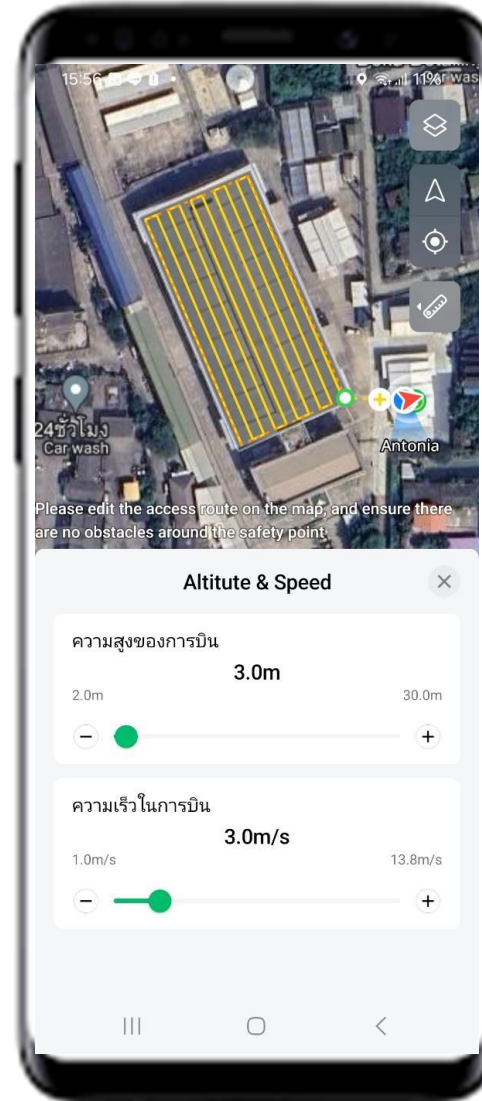 15:56
11%
Car was
24ชั่วโมง
Car wash
Antonia
Please edit the access route on the map, and ensure there
are no obstacles around the safety point.
Altitute & Speed
ความสูงของการบิน
3.0m
2.0m
30.0m
ความเร็วในการบิน
3.0m/s
1.0m/s
13.8m/s